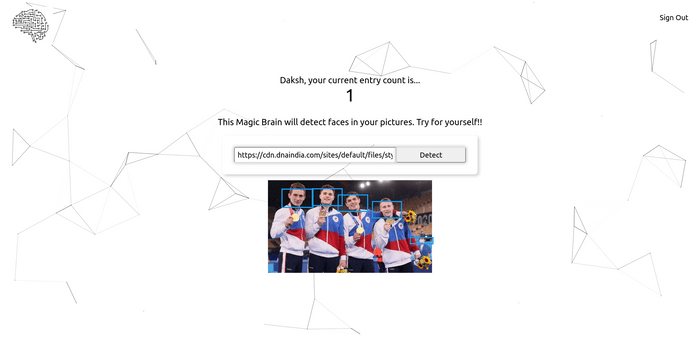 Sign Out
Daksh, your current entry count is...
1
This Magic Brain will detect faces in your pictures. Try for yourself!!
https://cdn.dnaindia.com/sites/default/files/sty
Detect